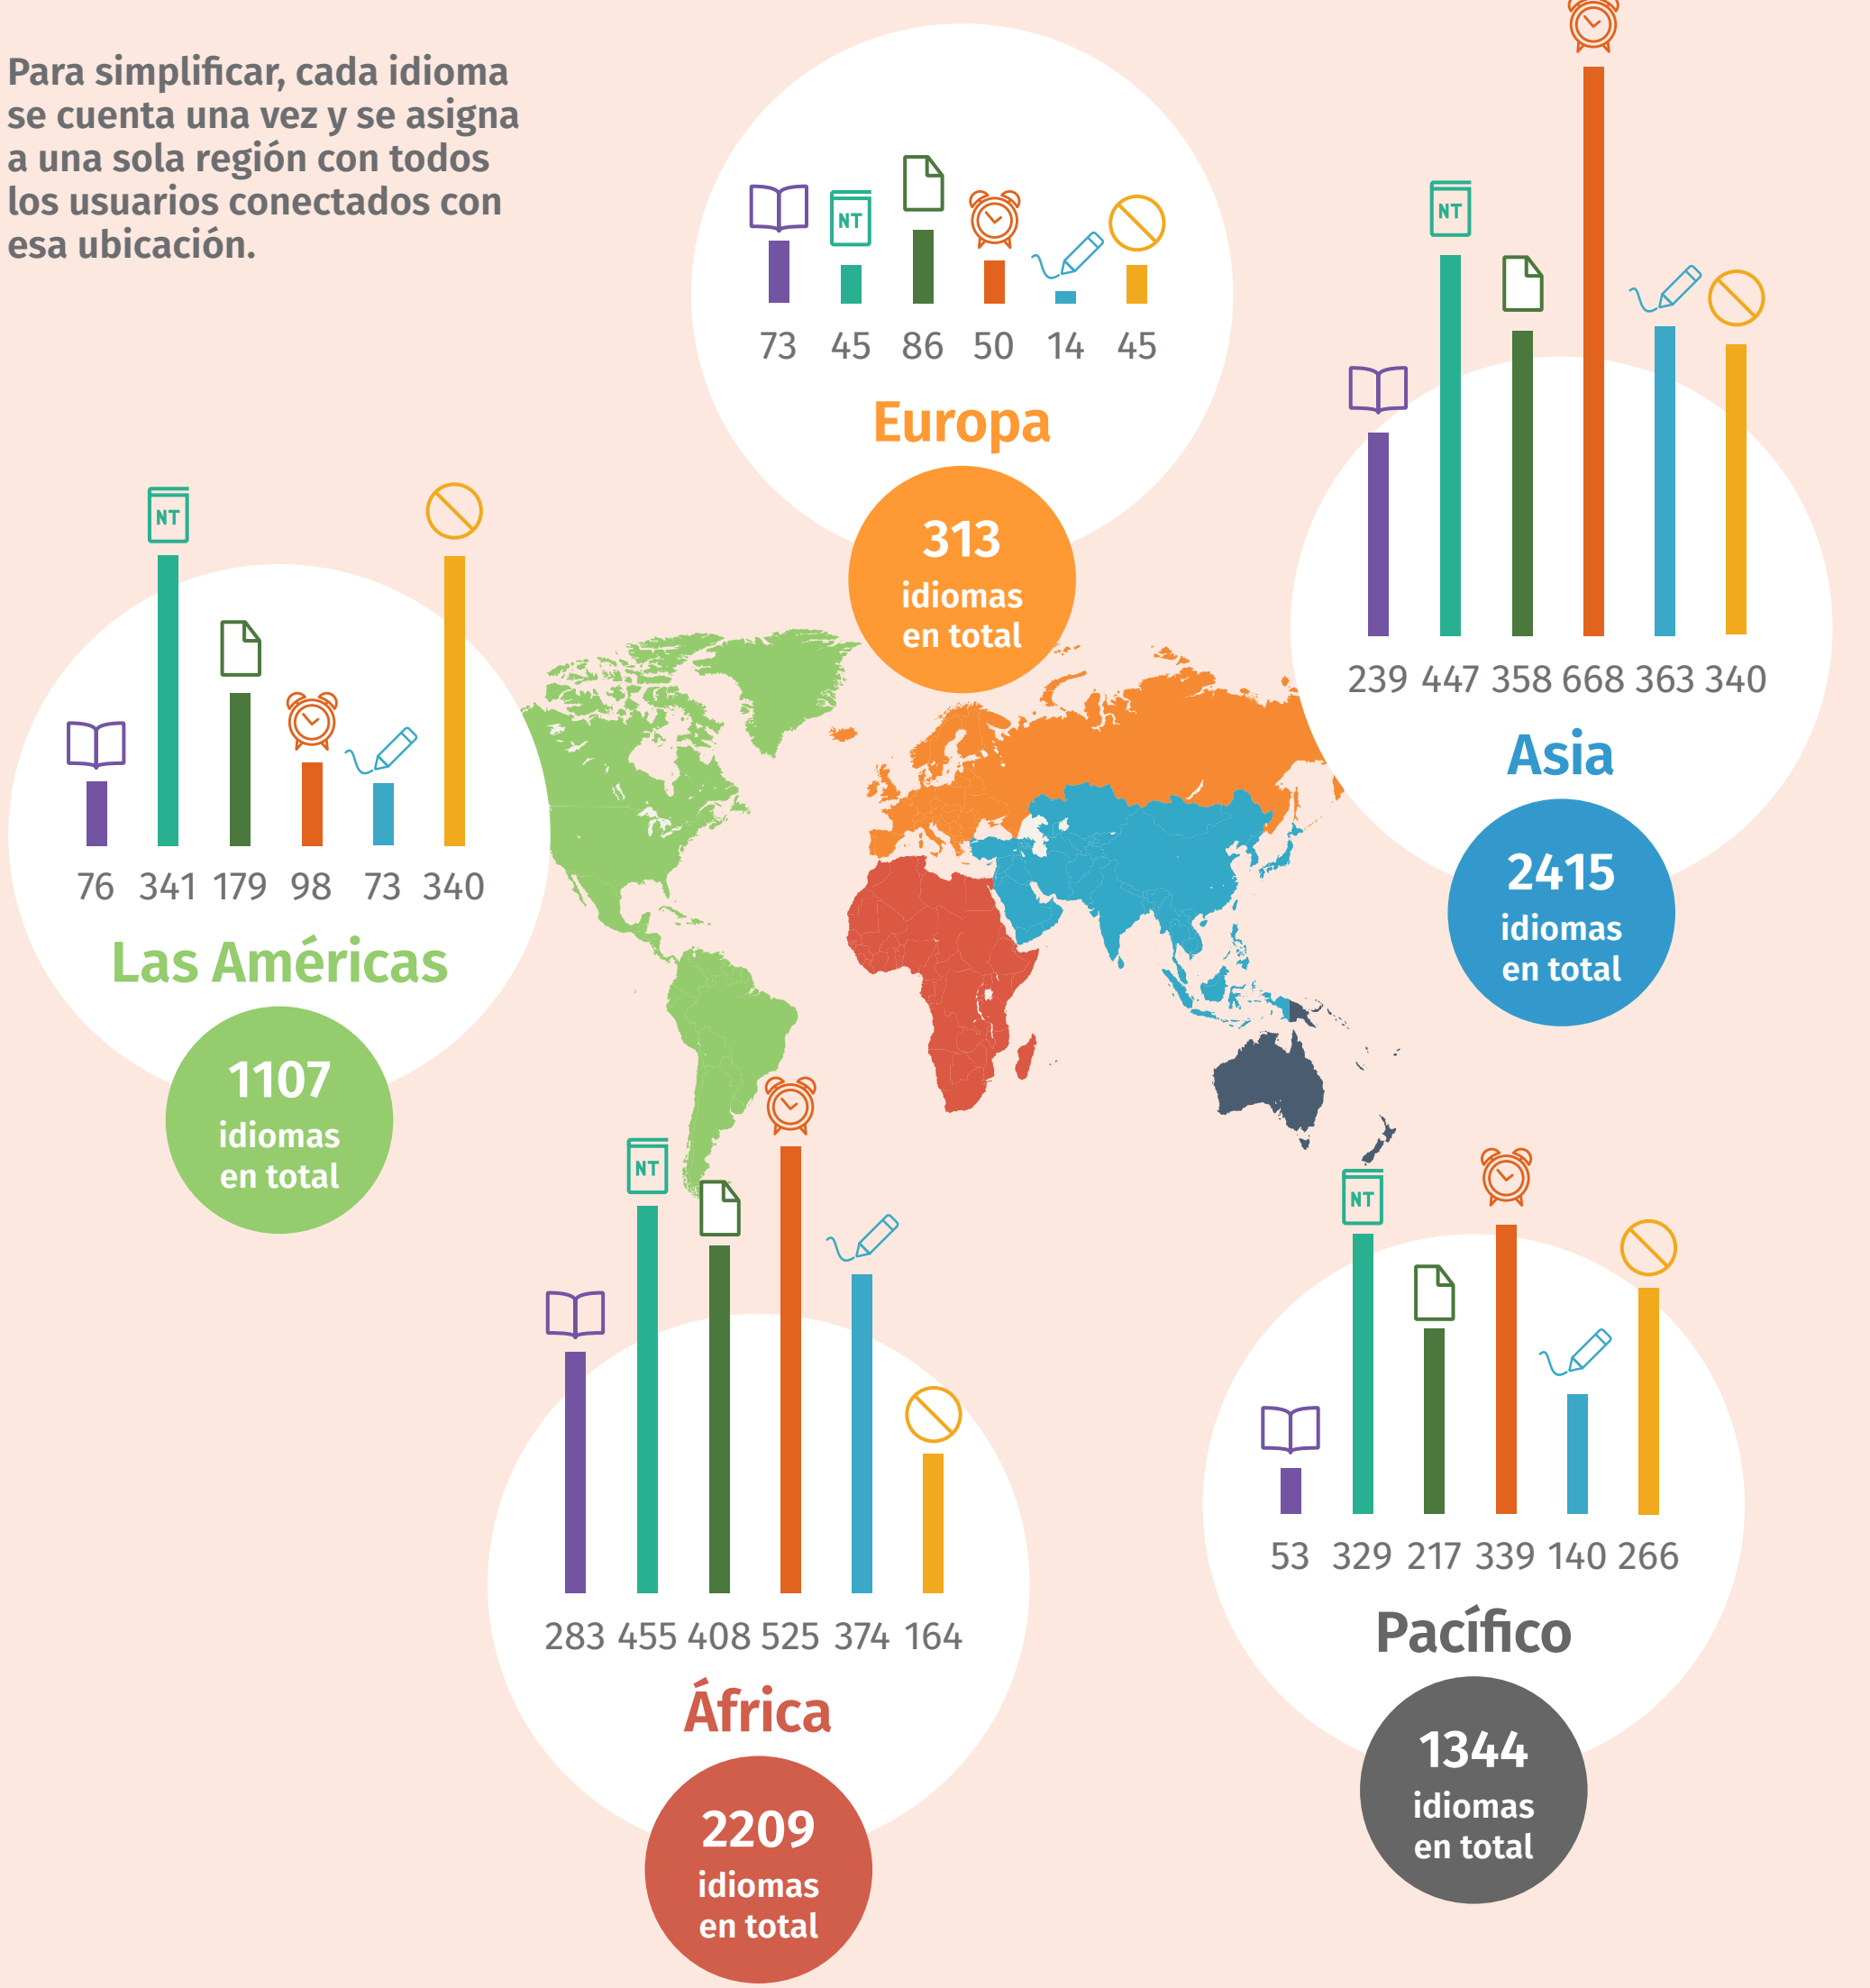 Para simplificar, cada idioma
se cuenta una vez y se asigna
a una sola región con todos
los usuarios conectados con
esa ubicación.
NT
73 45 86 50 14 45
Europa
313
idiomas
en total
NT
239 447 358 668 363 340
Asia
2415
idiomas
en total
NT
76 341 179 98 73 340
Las Américas
1107
idiomas
en total
NT
283 455 408 525 374 164
África
2209
idiomas
en total
NT
53 329 217 339 140 266
Pacífico
1344
idiomas
en total